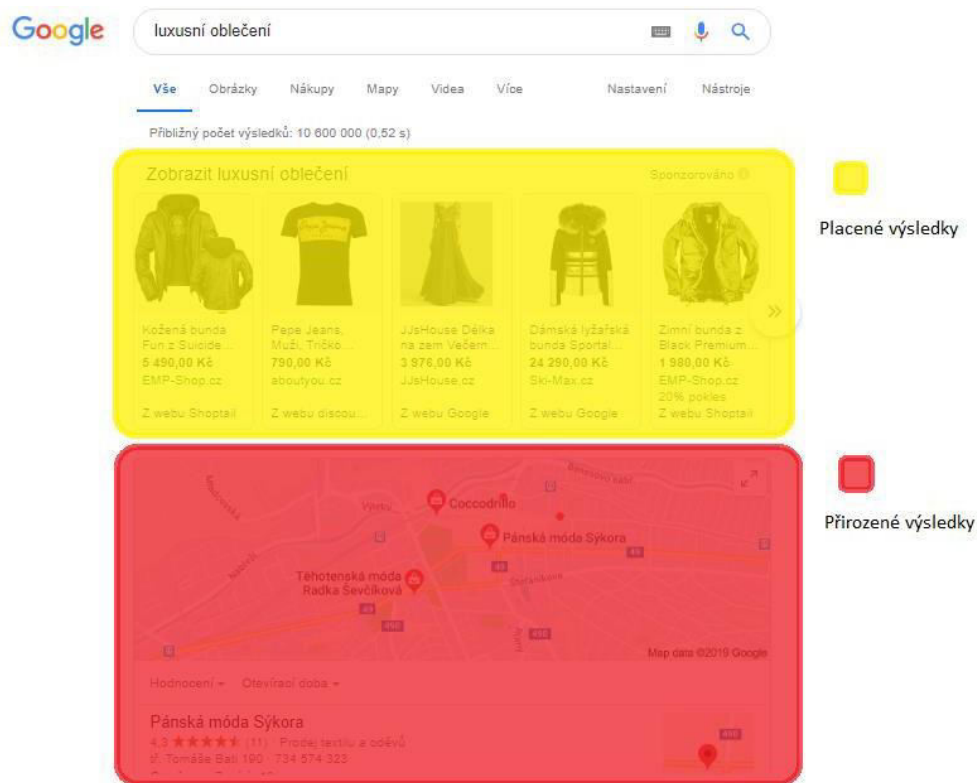 Google
luxusní oblečení
Vše Obrázky Nákupy Mapy Videa Více Nastavení Nástroje
Přibližný počet výsledků: 10 600 000 (0,52 s)
Zobrazit luxusní oblečení Sponzorováno
Placené výsledky
Kožená bunda
Fun z Suicide...
5 490,00 Kč
EMP-Shop.cz
Z webu Shoptail
Pepe Jeans,
Muži, Tričko...
790,00 Kč
aboutyou.cz
Z webu discou...
JJsHouse Délka
na zem Večern...
3 976,00 Kč
JJsHouse.cz
Z webu Google
Dámská lyžařská
bunda Sportal...
24 290,00 Kč
Ski-Max.cz
Z webu Google
Zimní bunda z
Black Premium...
1 980,00 Kč
EMP-Shop.cz
20% pokles
Z webu Shoptail
Přirozené výsledky
Coccodrillo
Pánská móda Sýkora
49
Těhotenská móda
Radka Ševčíková
49
49
490
490
Map data ©2019 Google
Hodnocení Otevírací doba
Pánská móda Sýkora
4,3 ★★★★★ (11) · Prodej textilu a oděvů
tř. Tomáše Bati 190 · 734 574 323
490